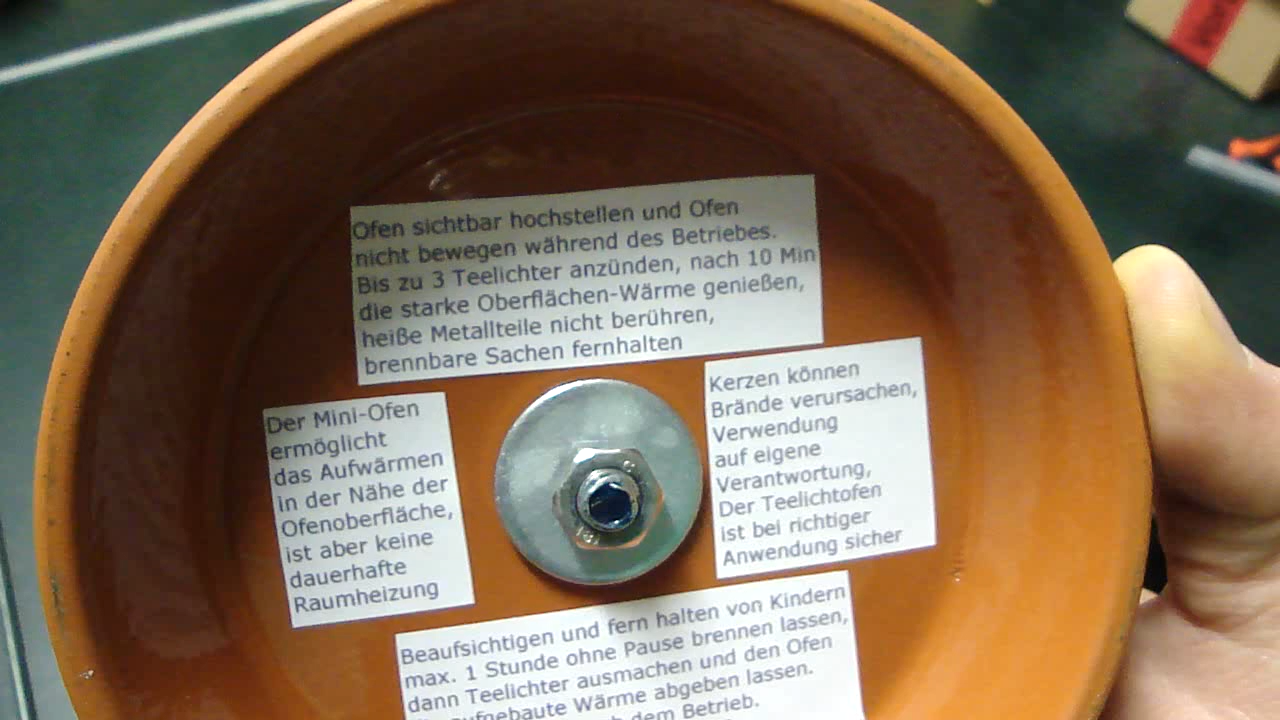 Ofen sichtbar hochstellen und Ofen
nicht bewegen während des Betriebes.
Bis zu 3 Teelichter anzünden, nach 10 Min
die starke Oberflächen-Wärme genießen,
heiße Metallteile nicht berühren,
brennbare Sachen fernhalten
Der Mini-Ofen
ermöglicht
das Aufwärmen
in der Nähe der
Ofenoberfläche,
ist aber keine
dauerhafte
Raumheizung
Kerzen können
Brände verursachen,
Verwendung
auf eigene
Verantwortung,
Der Teelichtofen
ist bei richtiger
Anwendung sicher
Beaufsichtigen und fern halten von Kindern
max. 1 Stunde ohne Pause brennen lassen,
dann Teelichter ausmachen und den Ofen
Wärme abgeben lassen.
dem Betrieb.